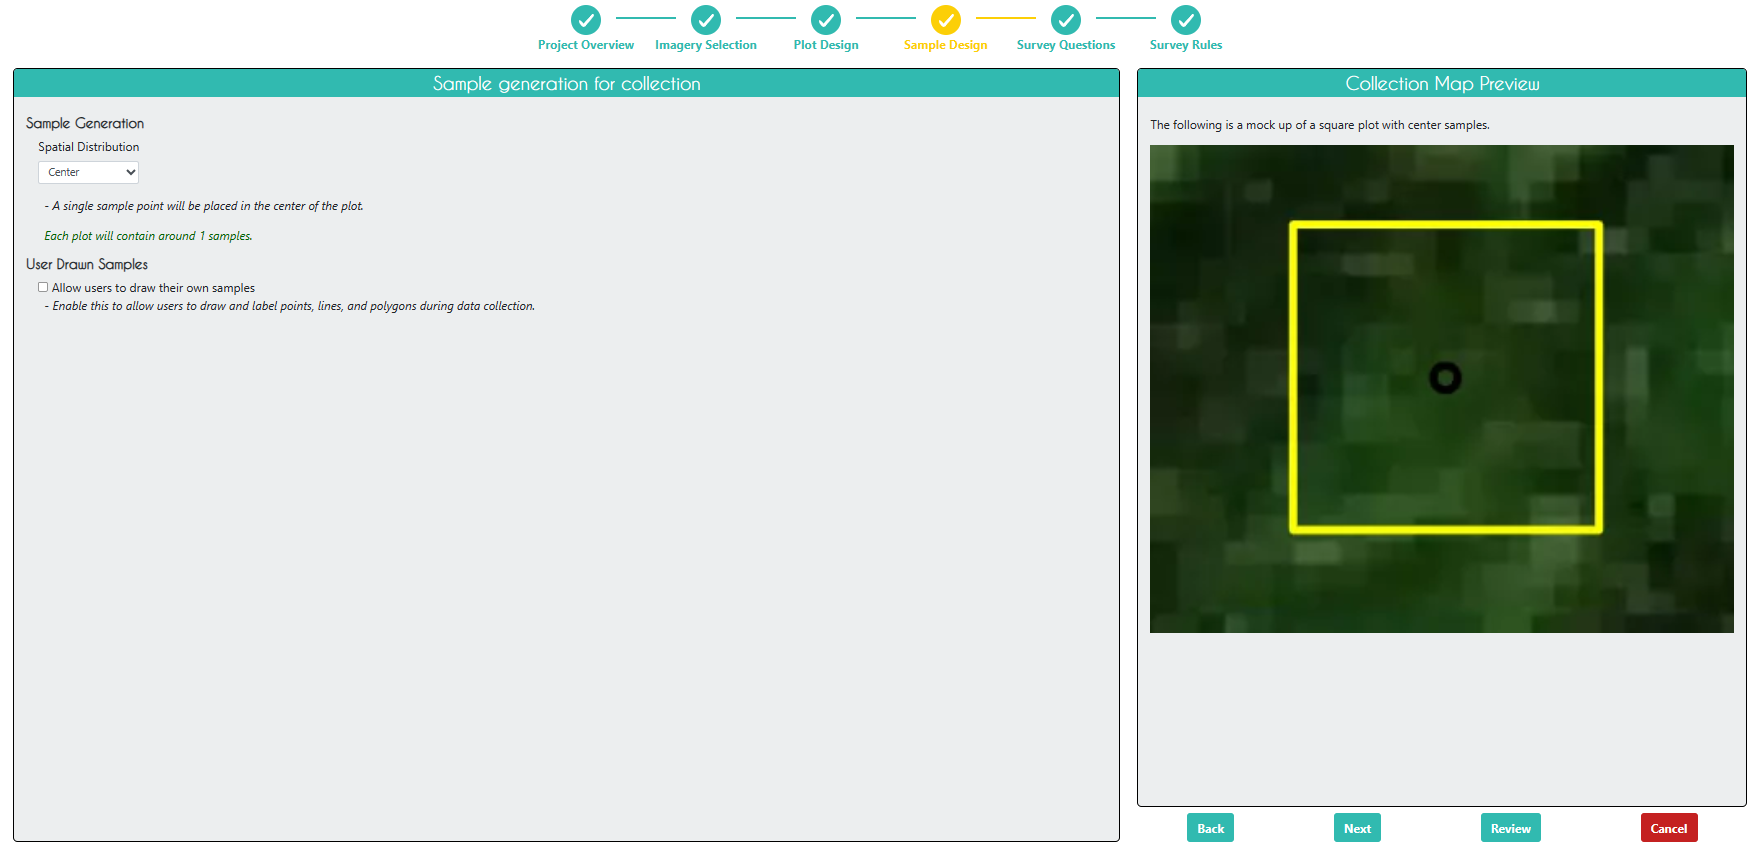 Project Overview
Imagery Selection
Plot Design
Sample Design
Survey Questions
Survey Rules
Sample generation for collection
Sample Generation
Spatial Distribution
Center
- A single sample point will be placed in the center of the plot.
Each plot will contain around 1 samples.
User Drawn Samples
Allow users to draw their own samples
- Enable this to allow users to draw and label points, lines, and polygons during data collection.
Collection Map Preview
The following is a mock up of a square plot with center samples.
Back
Next
Review
Cancel